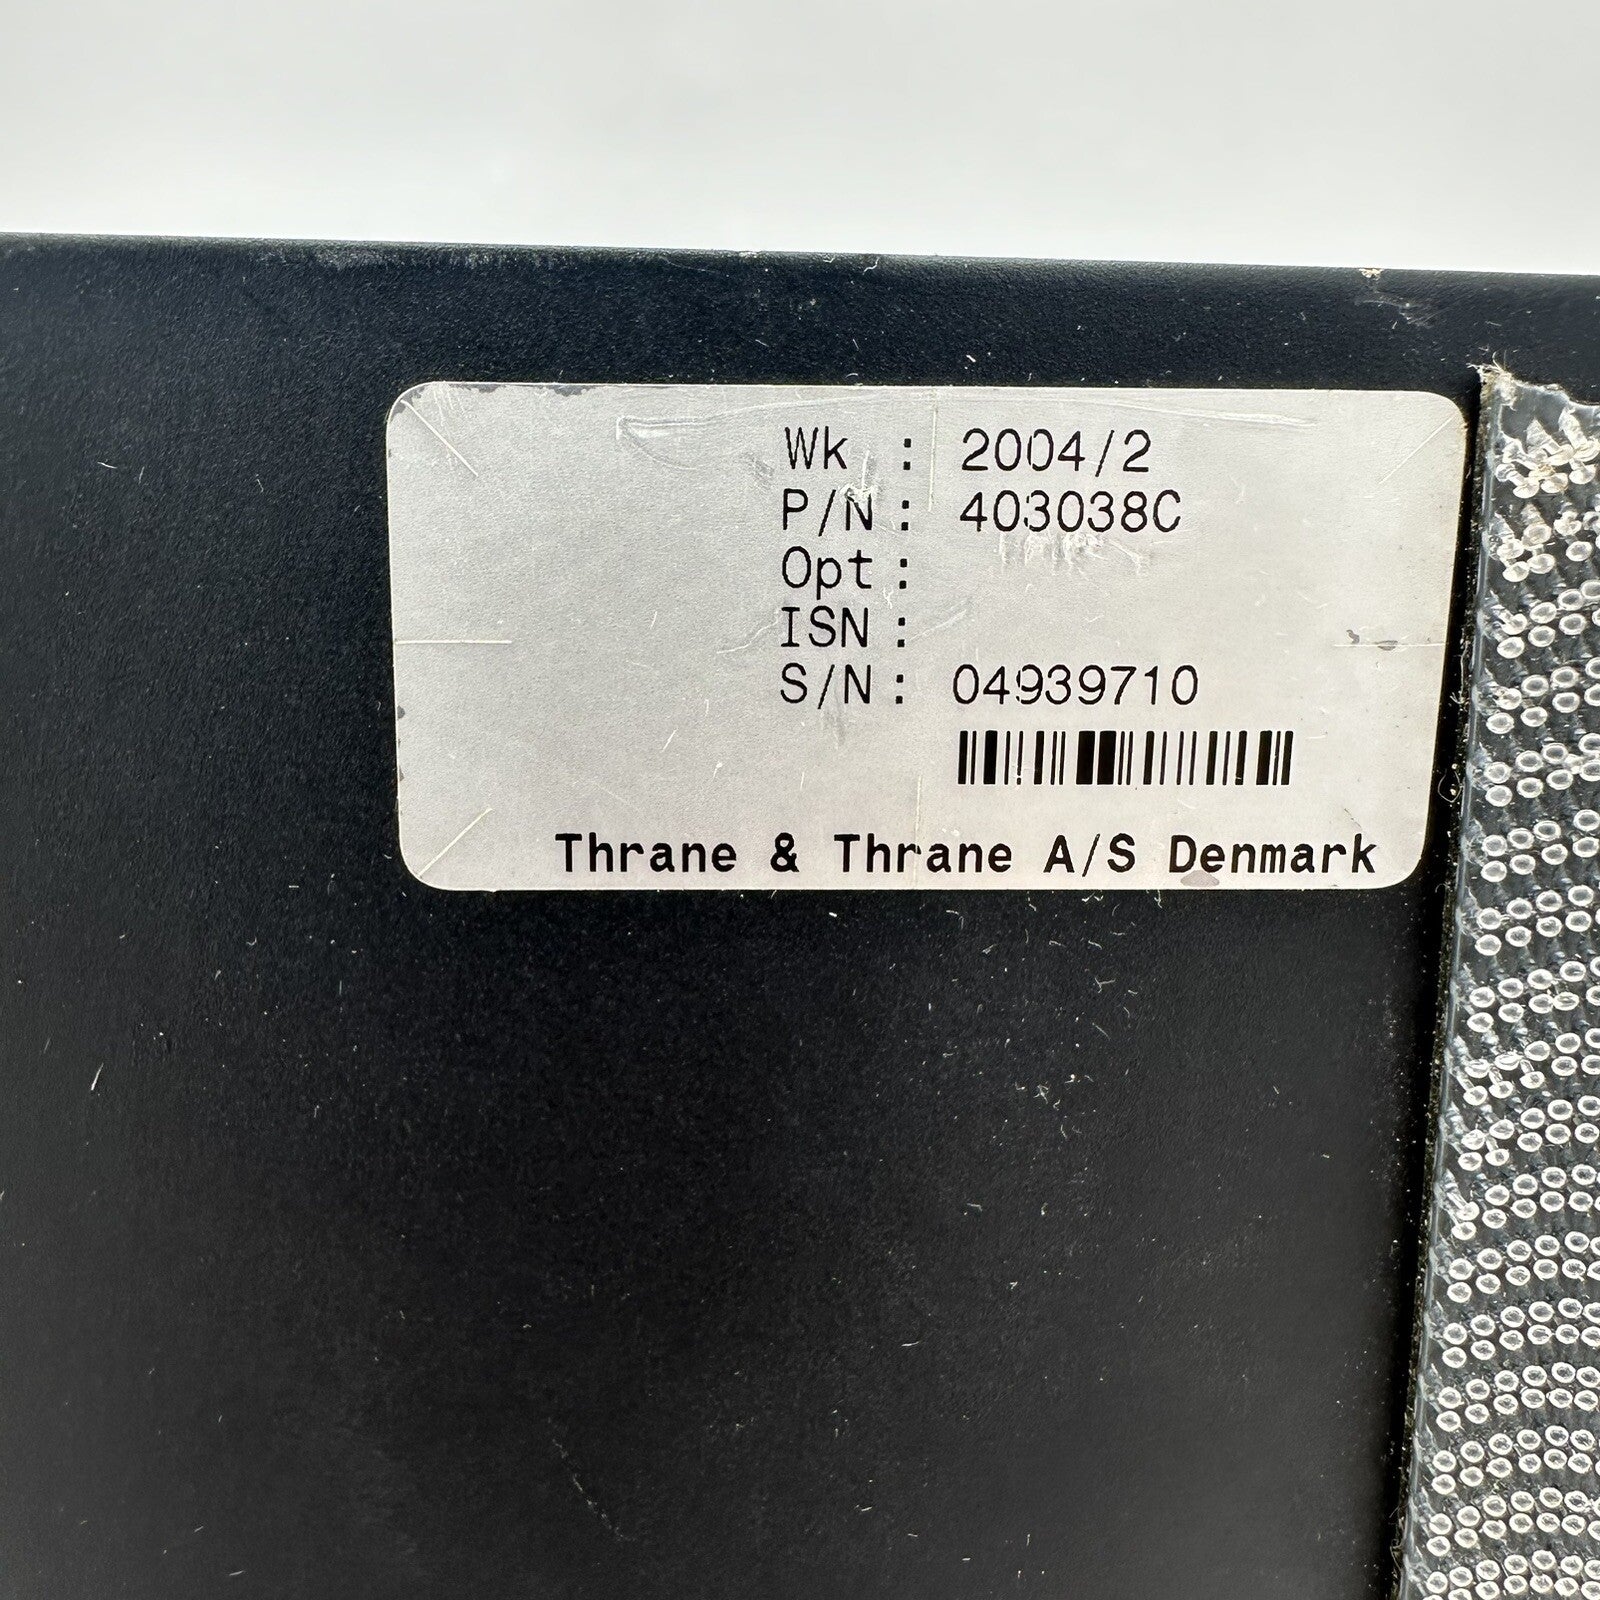 Wk : 2004/2
P/N : 403038C
Opt :
ISN :
S/N : 04939710
Thrane & Thrane A/S Denmark